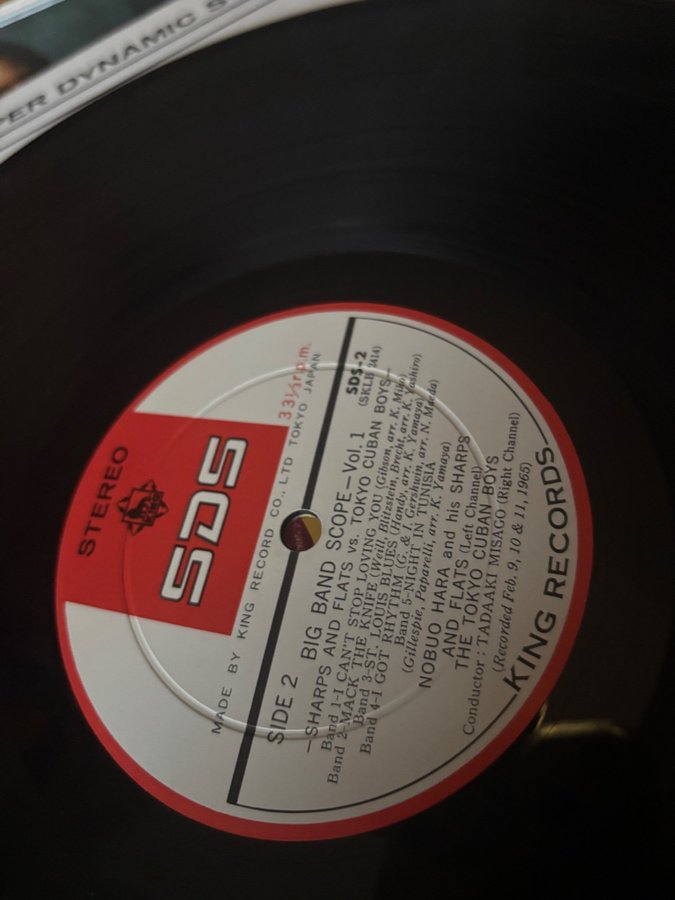 PER DYNAMIC S
STEREO
SDS
33⅓ r.p.m.
MADE BY KING RECORD CO., LTD TOKYO JAPAN
SDS-2
SIDE 2 BIG BAND SCOPE—Vol. 1 (SKLB 2414)
—SHARPS AND FLATS vs. TOKYO CUBAN BOYS—
Band 1-I CAN'T STOP LOVING YOU (Gibson, arr. K. Miho)
Band 2-MACK THE KNIFE (Weill, Blitzstein, Brecht, arr. K. Yashiro)
Band 3-ST. LOUIS BLUES (Handy, arr. K. Yamaya)
Band 4-I GOT RHYTHM (G. & I. Gershwin, arr. N. Maeda)
Band 5-NIGHT IN TUNISIA
(Gillespie, Paparelli, arr. K. Yamaya)
NOBUO HARA and his SHARPS
AND FLATS (Left Channel)
THE TOKYO CUBAN BOYS
Conductor : TADAAKI MISAGO (Right Channel)
(Recorded Feb. 9, 10 & 11, 1965)
KING RECORDS